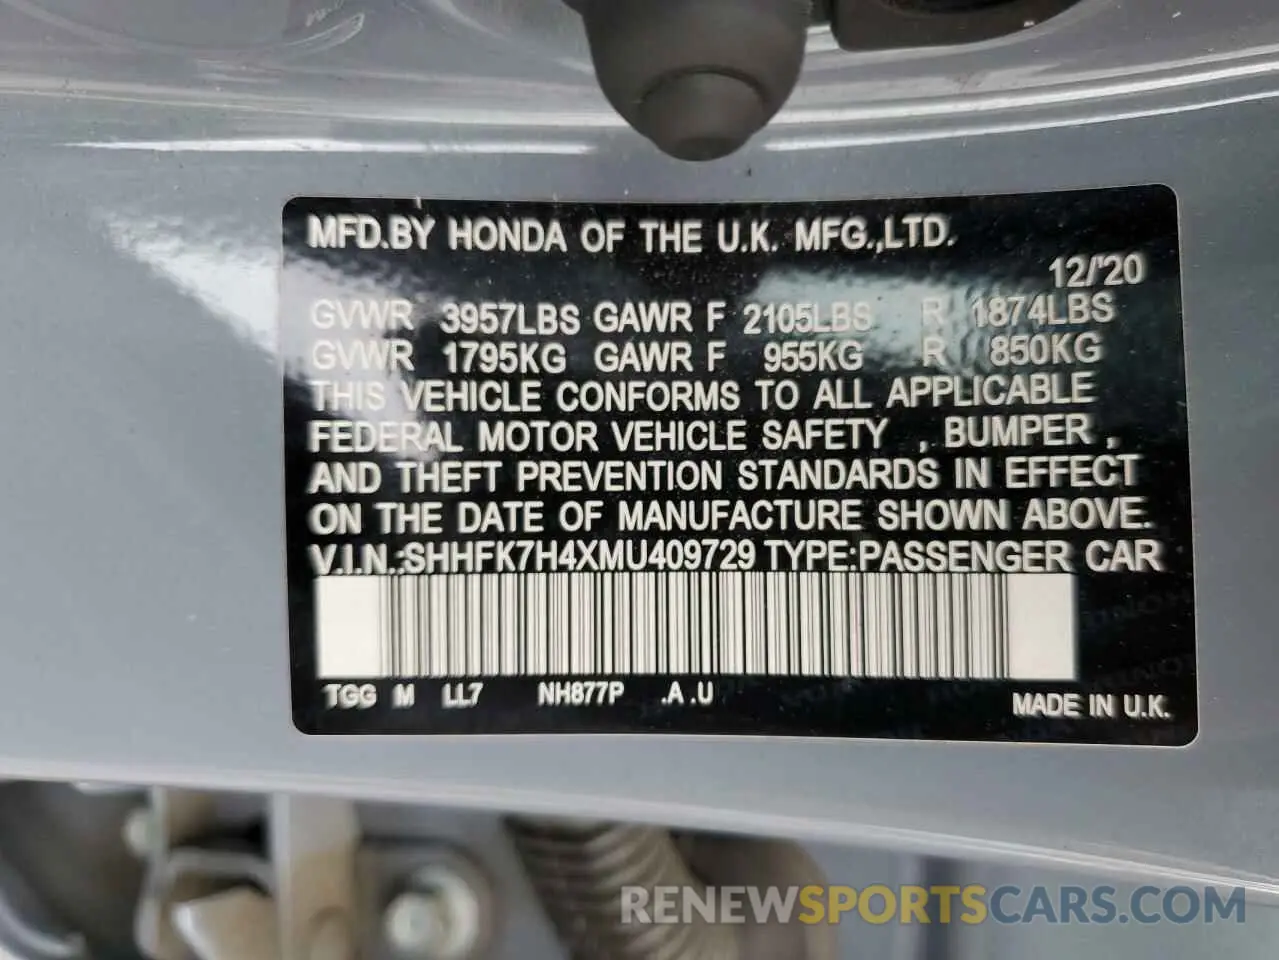 MFD.BY HONDA OF THE U.K. MFG.,LTD.
12/'20
GVWR 3957LBS GAWR F 2105LBS R 1874LBS
GVWR 1795KG GAWR F 955KG R 850KG
THIS VEHICLE CONFORMS TO ALL APPLICABLE
FEDERAL MOTOR VEHICLE SAFETY , BUMPER ,
AND THEFT PREVENTION STANDARDS IN EFFECT
ON THE DATE OF MANUFACTURE SHOWN ABOVE.
V.I.N.:SHHFK7H4XMU409729 TYPE:PASSENGER CAR
TGG M LL7 NH877P .A .U
MADE IN U.K.
RENEWSPORTSCARS.COM